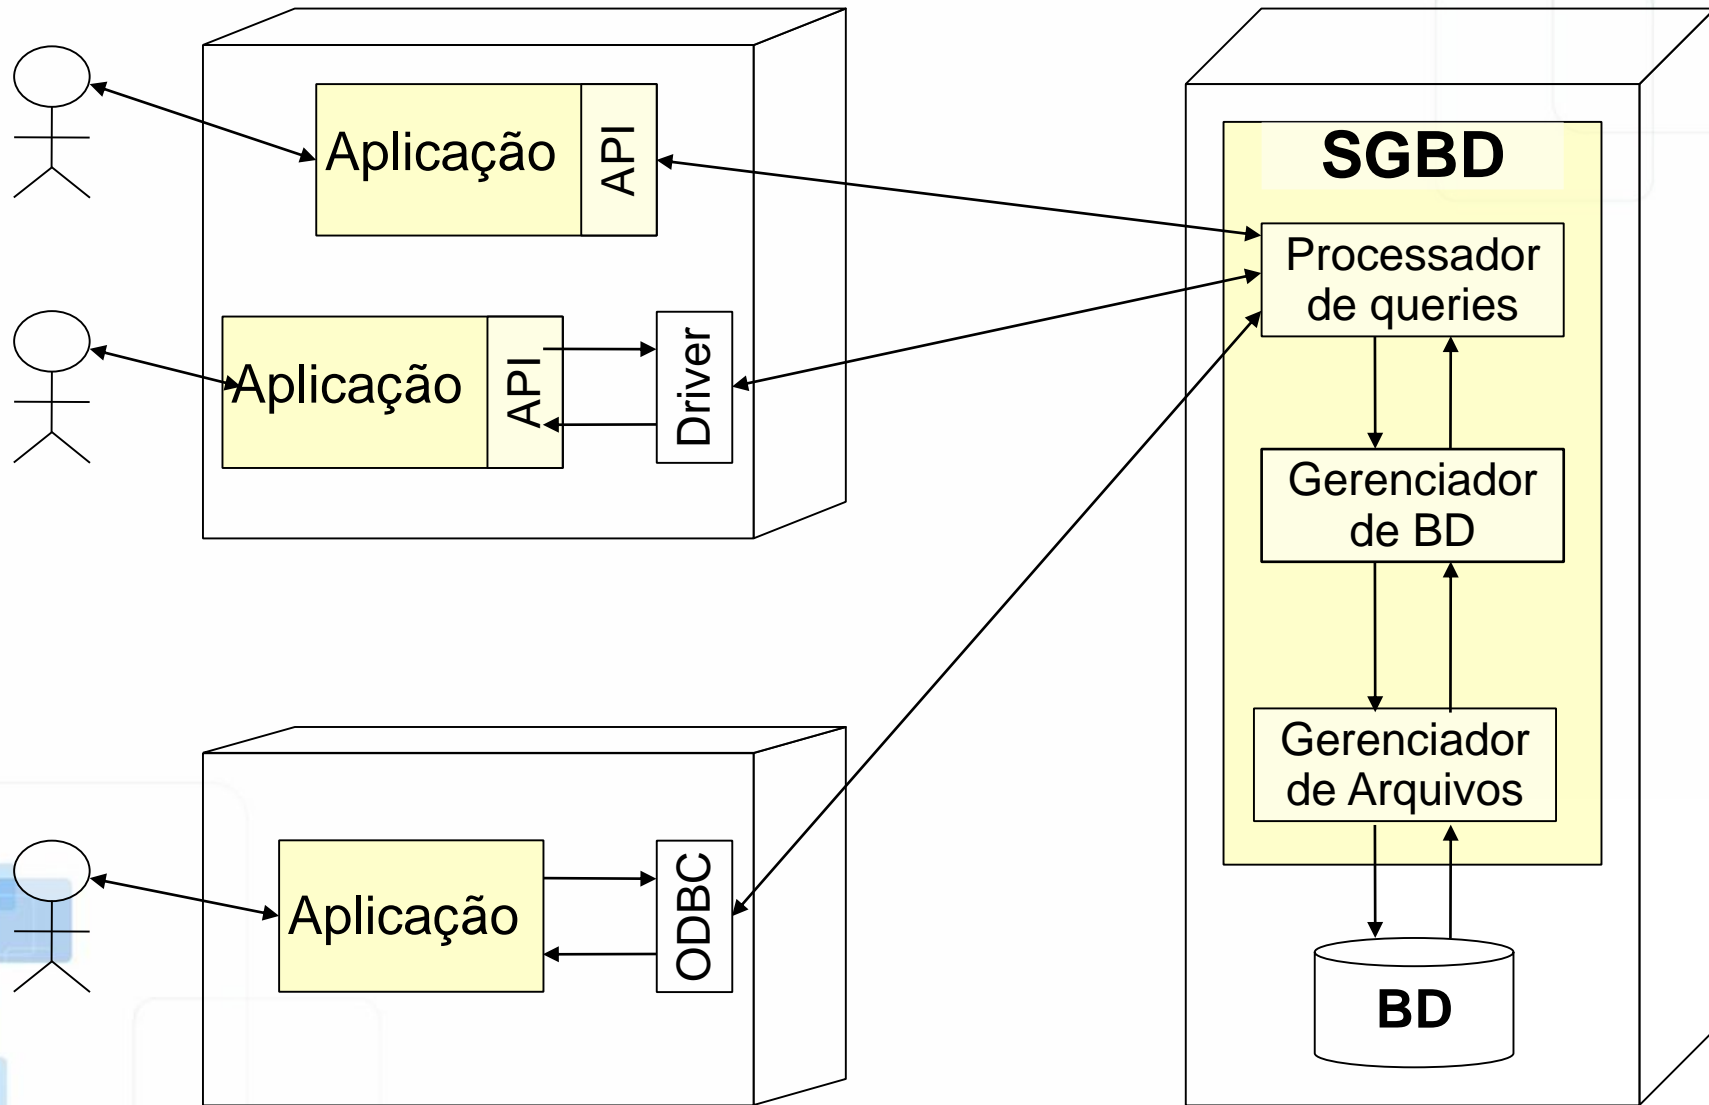 Aplicação
API
Aplicação
API
Driver
Aplicação
ODBC
SGBD
Processador
de queries
Gerenciador
de BD
Gerenciador
de Arquivos
BD